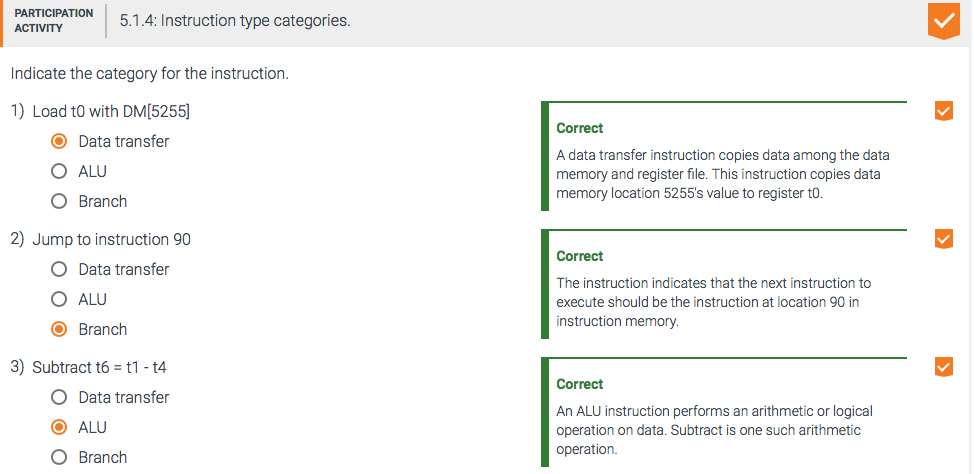 PARTICIPATION
ACTIVITY
5.1.4: Instruction type categories.
Indicate the category for the instruction.
1) Load t0 with DM[5255]
Data transfer
ALU
Branch
Correct
A data transfer instruction copies data among the data
memory and register file. This instruction copies data
memory location 5255's value to register t0.
2) Jump to instruction 90
Data transfer
ALU
Branch
Correct
The instruction indicates that the next instruction to
execute should be the instruction at location 90 in
instruction memory.
3) Subtract t6 = t1 - t4
Data transfer
ALU
Branch
Correct
An ALU instruction performs an arithmetic or logical
operation on data. Subtract is one such arithmetic
operation.